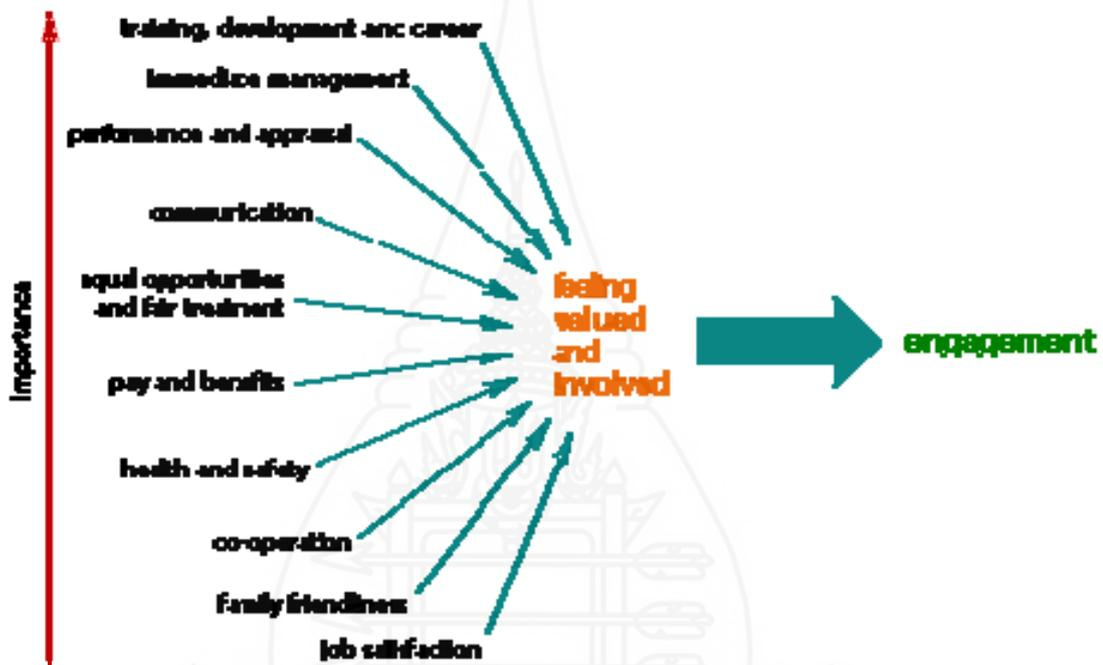 training, development and career
immediate management
performance and appraisal
communication
equal opportunities
and fair treatment
pay and benefits
health and safety
co-operation
family friendliness
job satisfaction
Importance
feeling
valued
and
involved
engagement